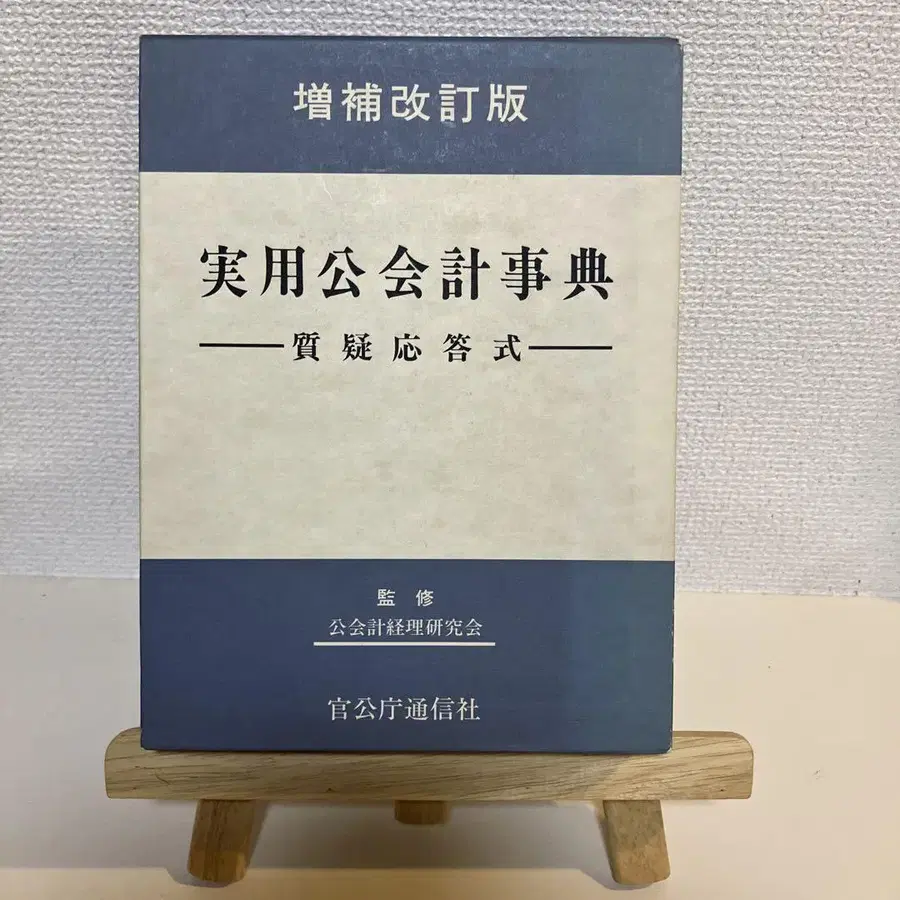 増補改訂版
実用公会計事典
質疑応答式
監修
公会計経理研究会
官公庁通信社